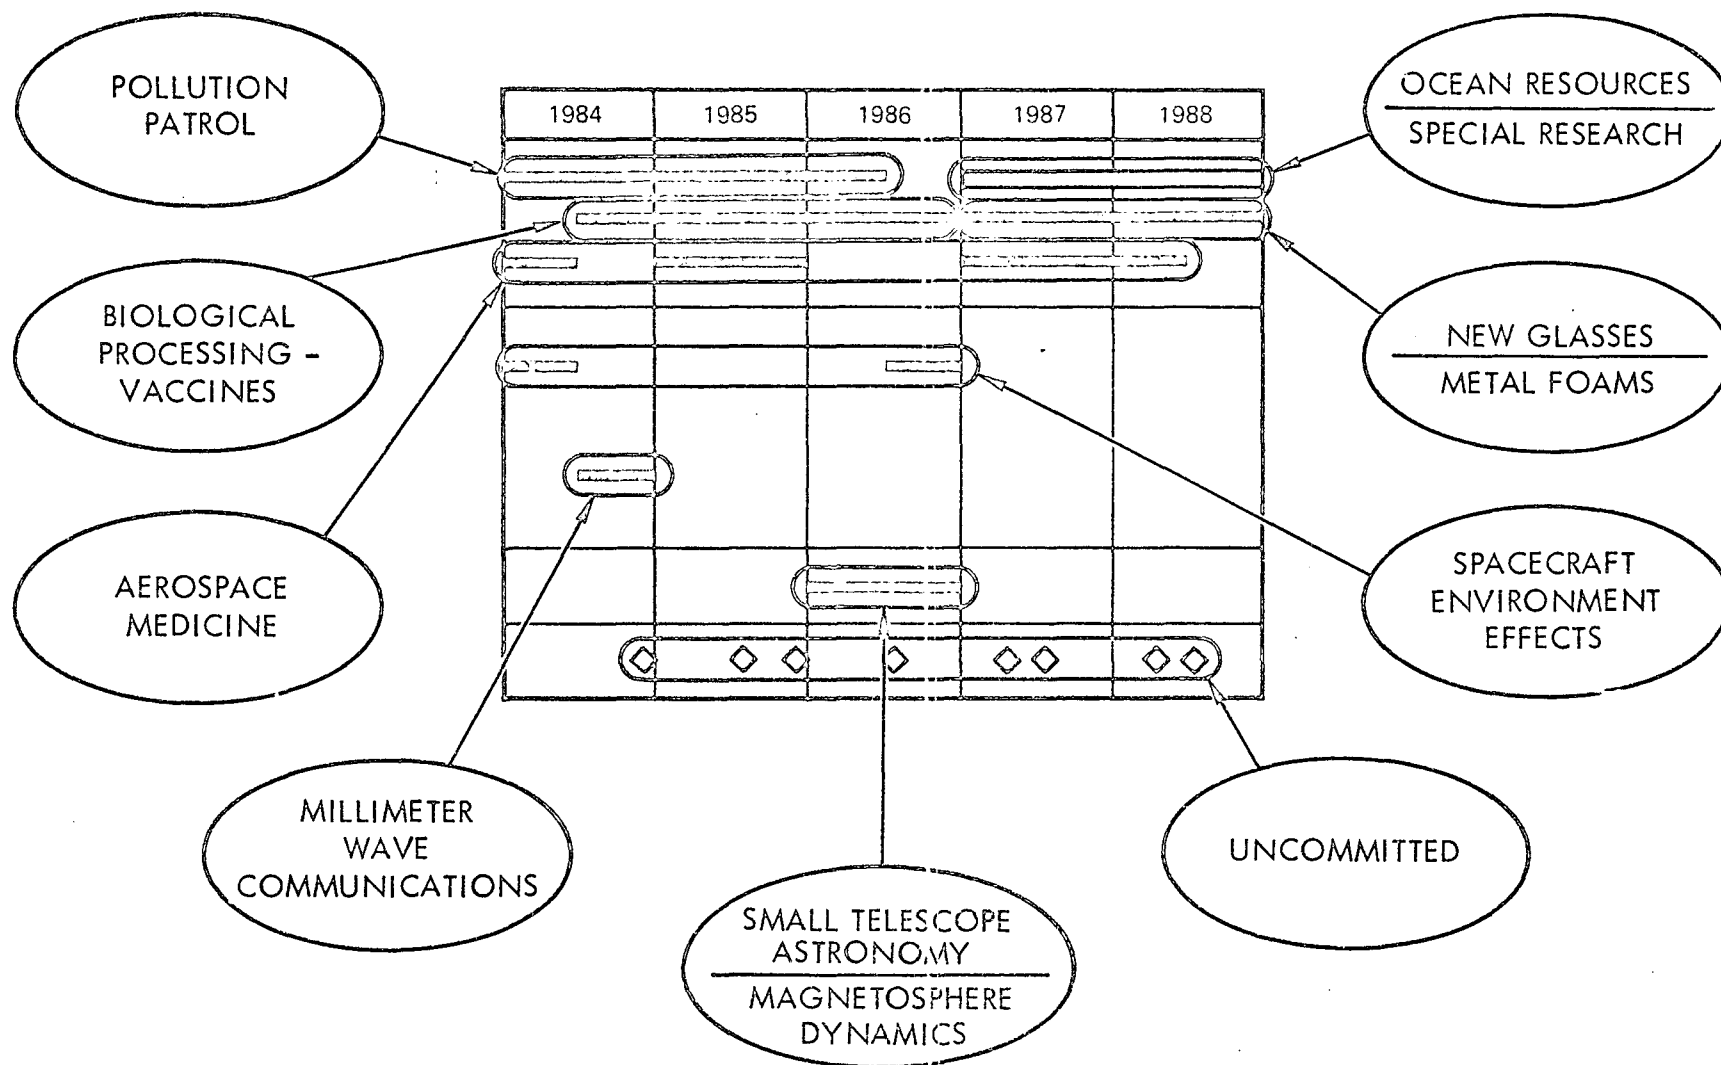 POLLUTION
PATROL
1984 1985 1986 1987 1988
OCEAN RESOURCES
SPECIAL RESEARCH
BIOLOGICAL
PROCESSING –
VACCINES
NEW GLASSES
METAL FOAMS
AEROSPACE
MEDICINE
SPACECRAFT
ENVIRONMENT
EFFECTS
MILLIMETER
WAVE
COMMUNICATIONS
SMALL TELESCOPE
ASTRONOMY
MAGNETOSPHERE
DYNAMICS
UNCOMMITTED